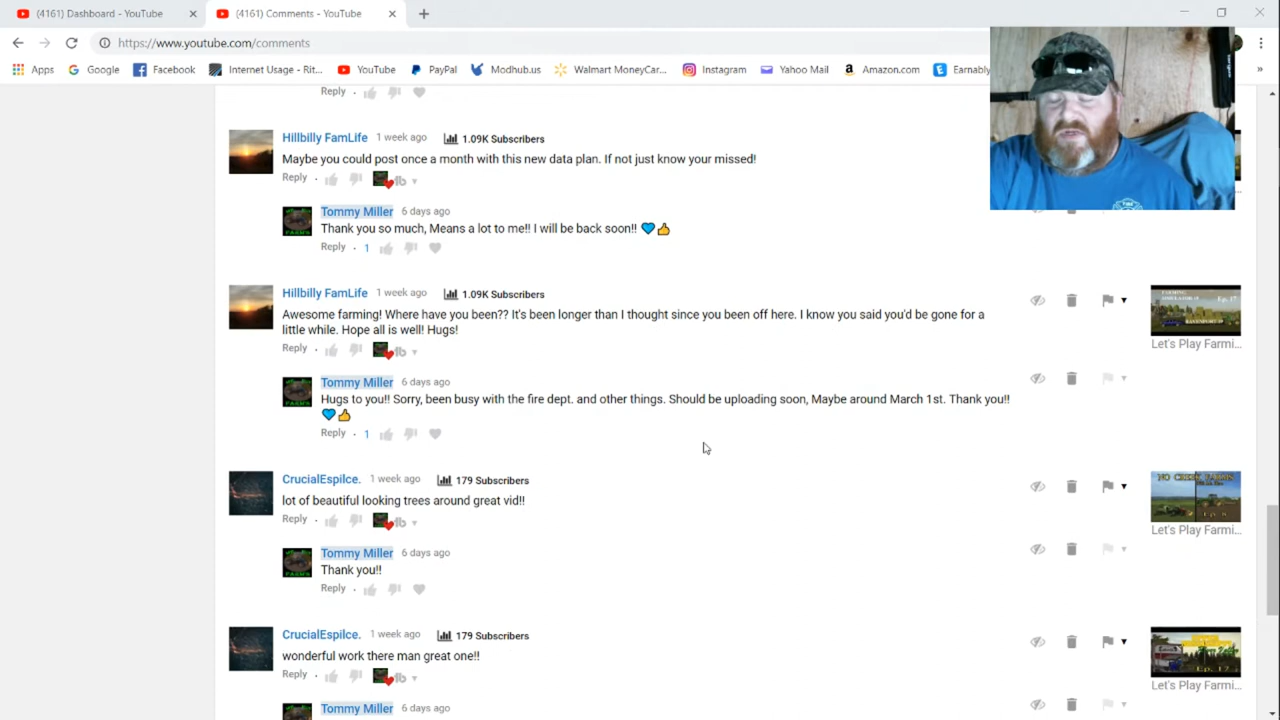 (4161) Dashboard - YouTube
(4161) Comments - YouTube
https://www.youtube.com/comments
Apps
Google
Facebook
Internet Usage - Rit...
YouTube
PayPal
Modhub.us
Walmart MoneyCar...
Instagram
Yahoo Mail
Amazon.com
Earnably
Reply
Hillbilly FamLife 1 week ago 1.09K Subscribers
Maybe you could post once a month with this new data plan. If not just know your missed!
Reply
Tommy Miller 6 days ago
Thank you so much, Means a lot to me!! I will be back soon!! 💙👍
Reply 1
Hillbilly FamLife 1 week ago 1.09K Subscribers
Awesome farming! Where have you been?? It's been longer than I thought since you been off here. I know you said you'd be gone for a
little while. Hope all is well! Hugs!
Let's Play Farmi...
Reply
Tommy Miller 6 days ago
Hugs to you!! Sorry, been busy with the fire dept. and other things. Should be uploading soon, Maybe around March 1st. Thank you!!
💙👍
Reply 1
CrucialEspilce. 1 week ago 179 Subscribers
lot of beautiful looking trees around great vid!!
NO CREEK FARMS
Let's Play Farmi...
Reply
Tommy Miller 6 days ago
Thank you!!
Reply
CrucialEspilce. 1 week ago 179 Subscribers
wonderful work there man great one!!
Ep. 17
Let's Play Farmi...
Reply
Tommy Miller 6 days ago